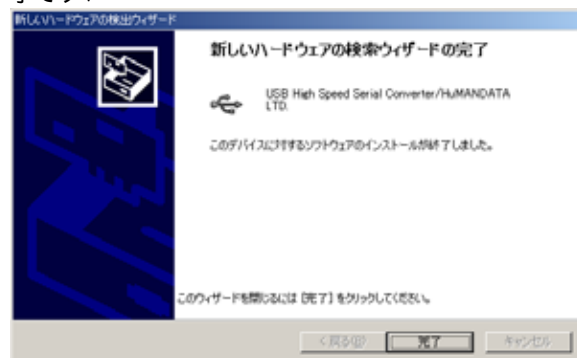 新しいハードウェアの検出ウィザード
新しいハードウェアの検索ウィザードの完了
USB High Speed Serial Converter/HuMANDATA
LTD.
このデバイスに対するソフトウェアのインストールが終了しました。
このウィザードを閉じるには [完了] をクリックしてください。
< 戻る(B)
完了
キャンセル